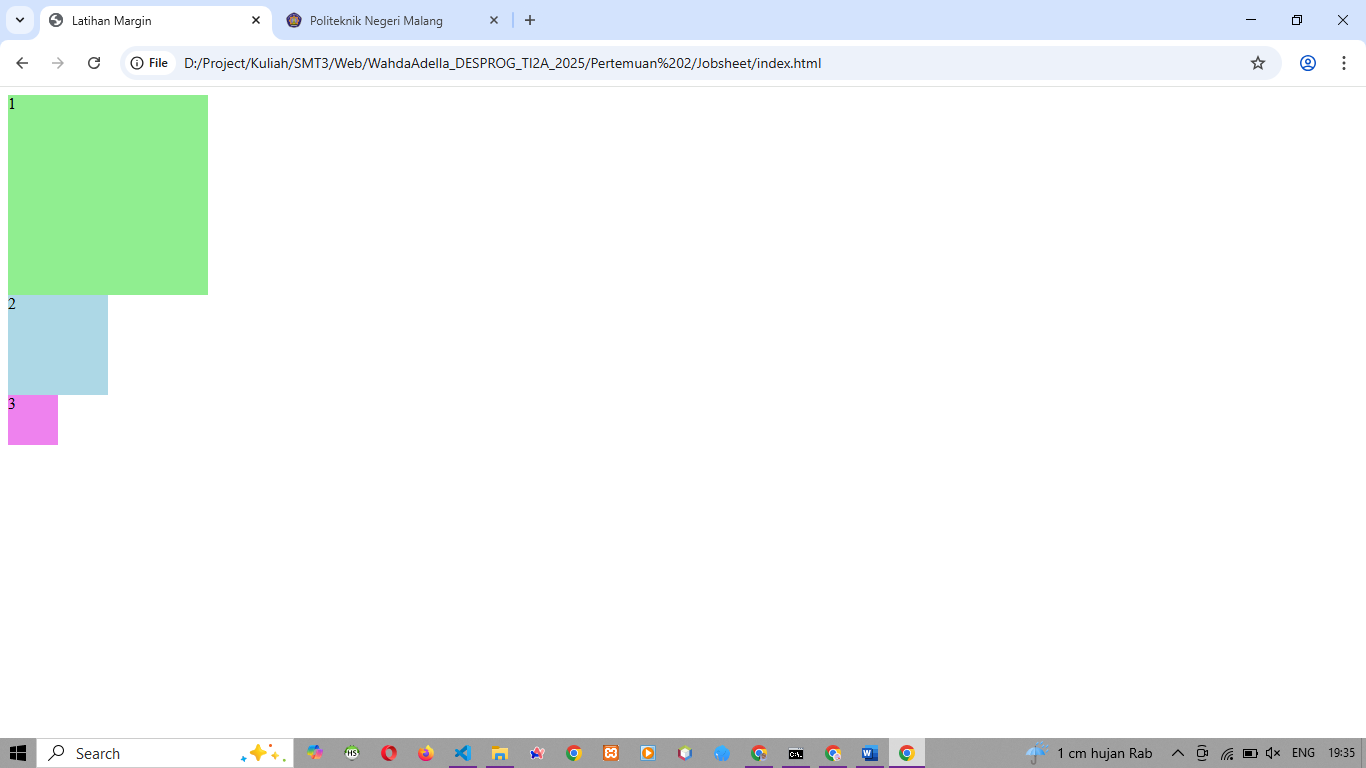 Latihan Margin
Politeknik Negeri Malang
File
D:/Project/Kuliah/SMT3/Web/WahdaAdella_DESPROG_TI2A_2025/Pertemuan%202/Jobsheet/index.html
1
2
3
Search
HS
1 cm hujan Rab
ENG
19:35